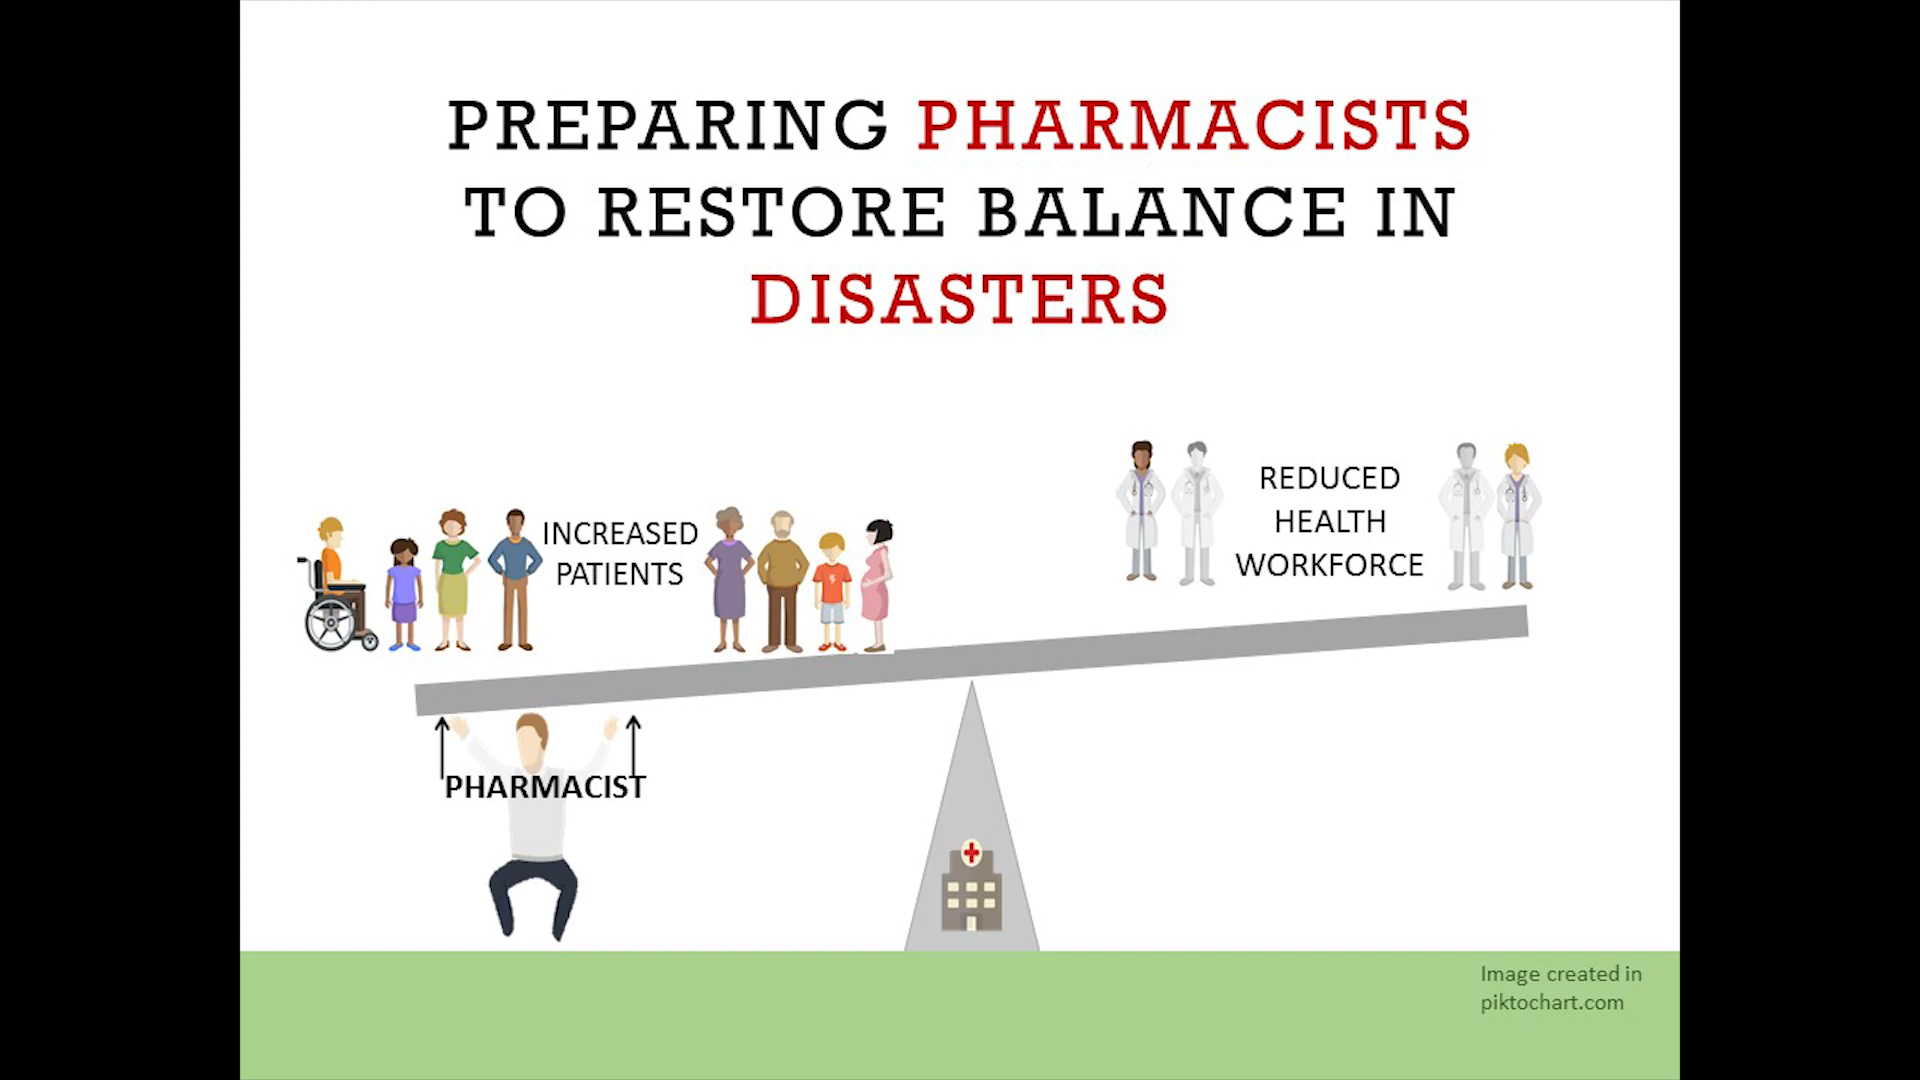 PREPARING PHARMACISTS
TO RESTORE BALANCE IN
DISASTERS
INCREASED
PATIENTS
REDUCED
HEALTH
WORKFORCE
PHARMACIST
Image created in
piktochart.com